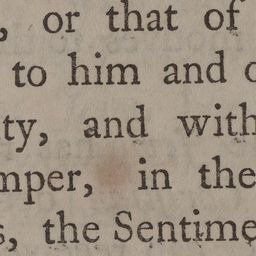 , or that of
to him and
ty, and with
mper, in the
s, the Sentime